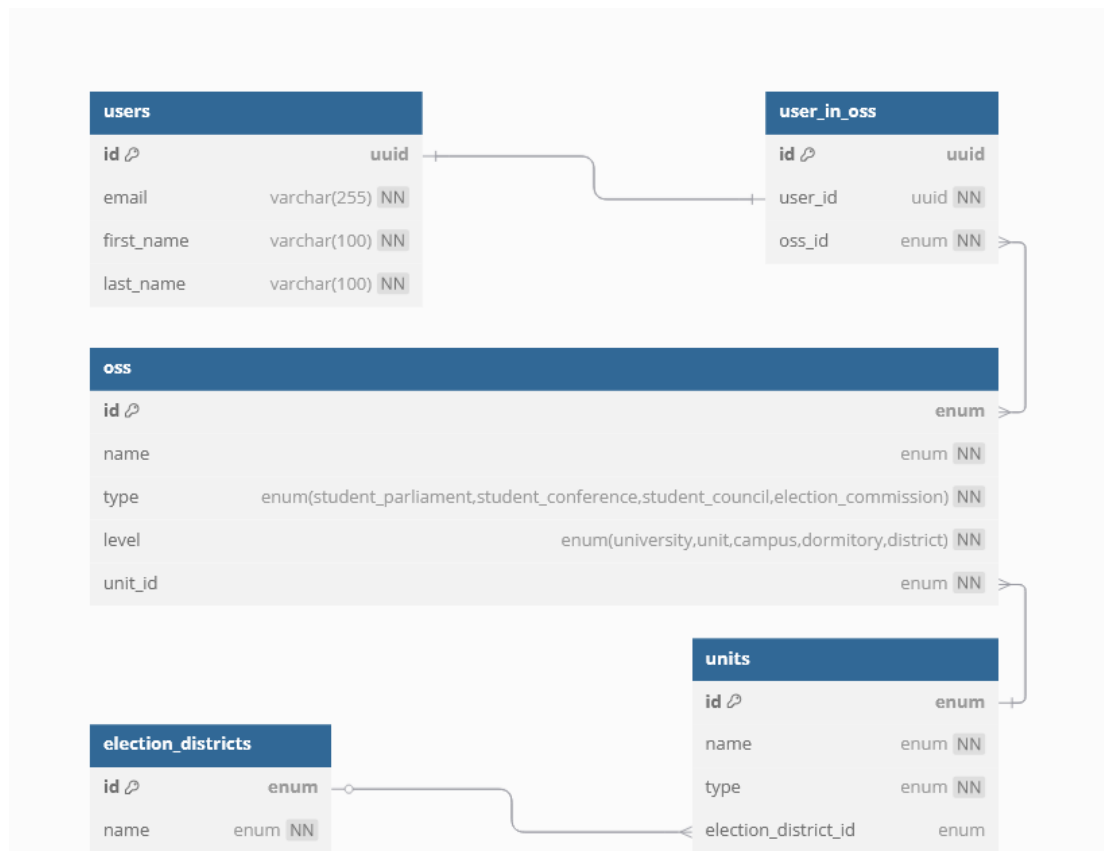 users
id uuid
email varchar(255) NN
first_name varchar(100) NN
last_name varchar(100) NN
user_in_oss
id uuid
user_id uuid NN
oss_id enum NN
oss
id enum
name enum NN
type enum(student_parliament,student_conference,student_council,election_commission) NN
level enum(university,unit,campus,dormitory,district) NN
unit_id enum NN
units
id enum
name enum NN
type enum NN
election_district_id enum
election_districts
id enum
name enum NN